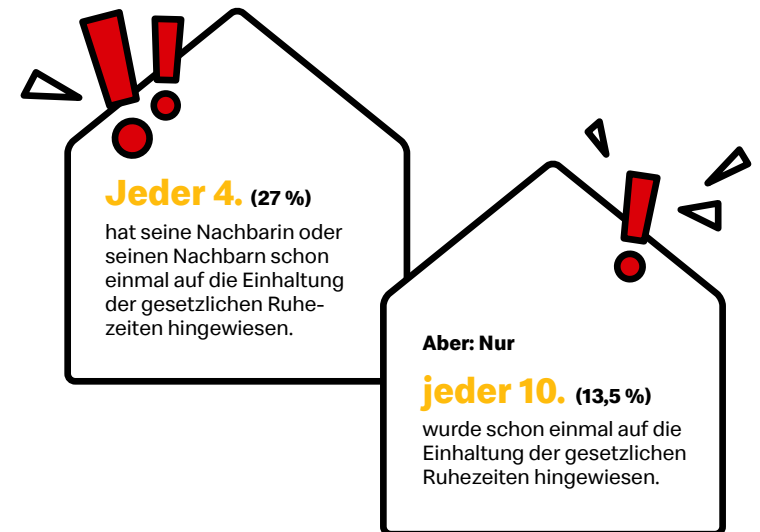 Jeder 4. (27 %)
hat seine Nachbarin oder
seinen Nachbarn schon
einmal auf die Einhaltung
der gesetzlichen Ruhe-
zeiten hingewiesen.
Aber: Nur
jeder 10. (13,5 %)
wurde schon einmal auf die
Einhaltung der gesetzlichen
Ruhezeiten hingewiesen.